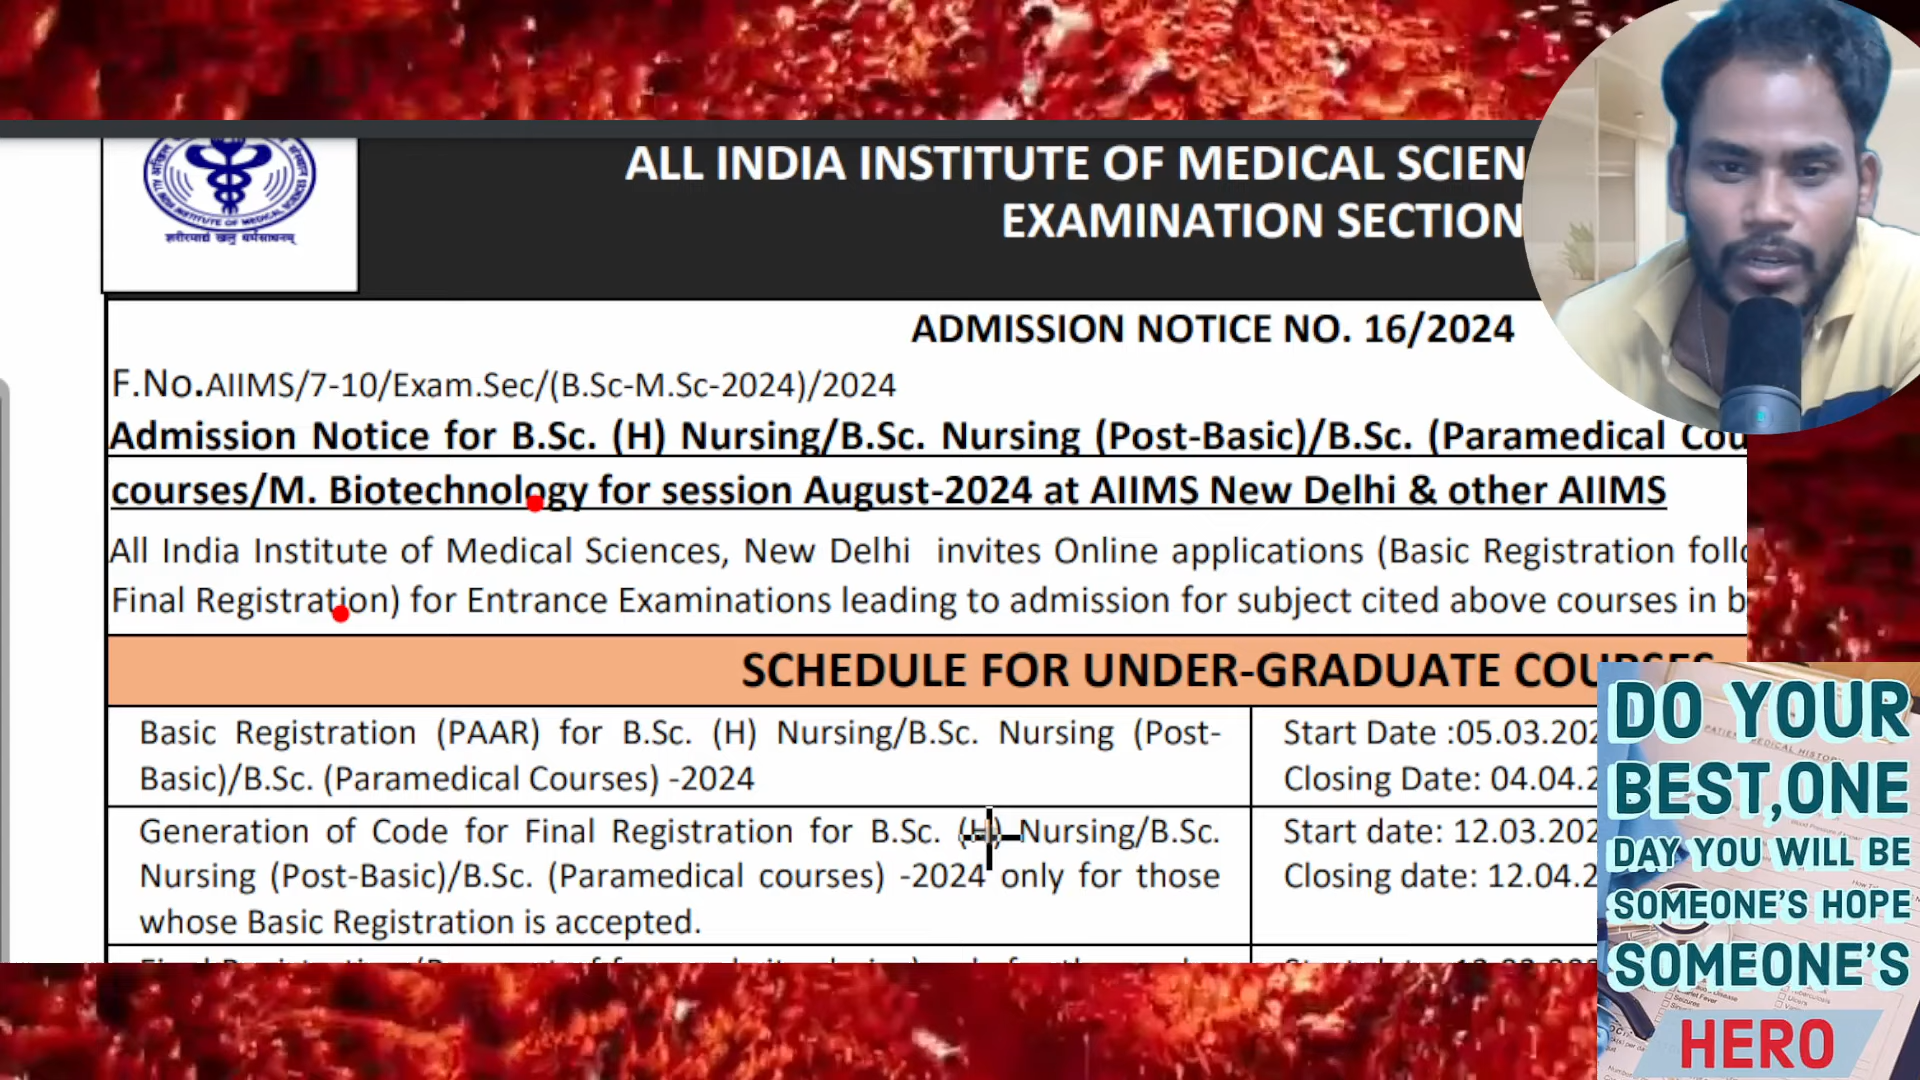 ALL INDIA INSTITUTE OF MEDICAL SCIEN
EXAMINATION SECTION
ADMISSION NOTICE NO. 16/2024
F.No.AIIMS/7-10/Exam.Sec/(B.Sc-M.Sc-2024)/2024
Admission Notice for B.Sc. (H) Nursing/B.Sc. Nursing (Post-Basic)/B.Sc. (Paramedical Cou
courses/M. Biotechnology for session August-2024 at AIIMS New Delhi & other AIIMS
All India Institute of Medical Sciences, New Delhi invites Online applications (Basic Registration follo
Final Registration) for Entrance Examinations leading to admission for subject cited above courses in b
SCHEDULE FOR UNDER-GRADUATE COURSES
Basic Registration (PAAR) for B.Sc. (H) Nursing/B.Sc. Nursing (Post-
Basic)/B.Sc. (Paramedical Courses) -2024
Start Date :05.03.202
Closing Date: 04.04.2
Generation of Code for Final Registration for B.Sc. (H) Nursing/B.Sc.
Nursing (Post-Basic)/B.Sc. (Paramedical courses) -2024 only for those
whose Basic Registration is accepted.
Start date: 12.03.202
Closing date: 12.04.2
DO YOUR
BEST,ONE
DAY YOU WILL BE
SOMEONE'S HOPE
SOMEONE'S
HERO